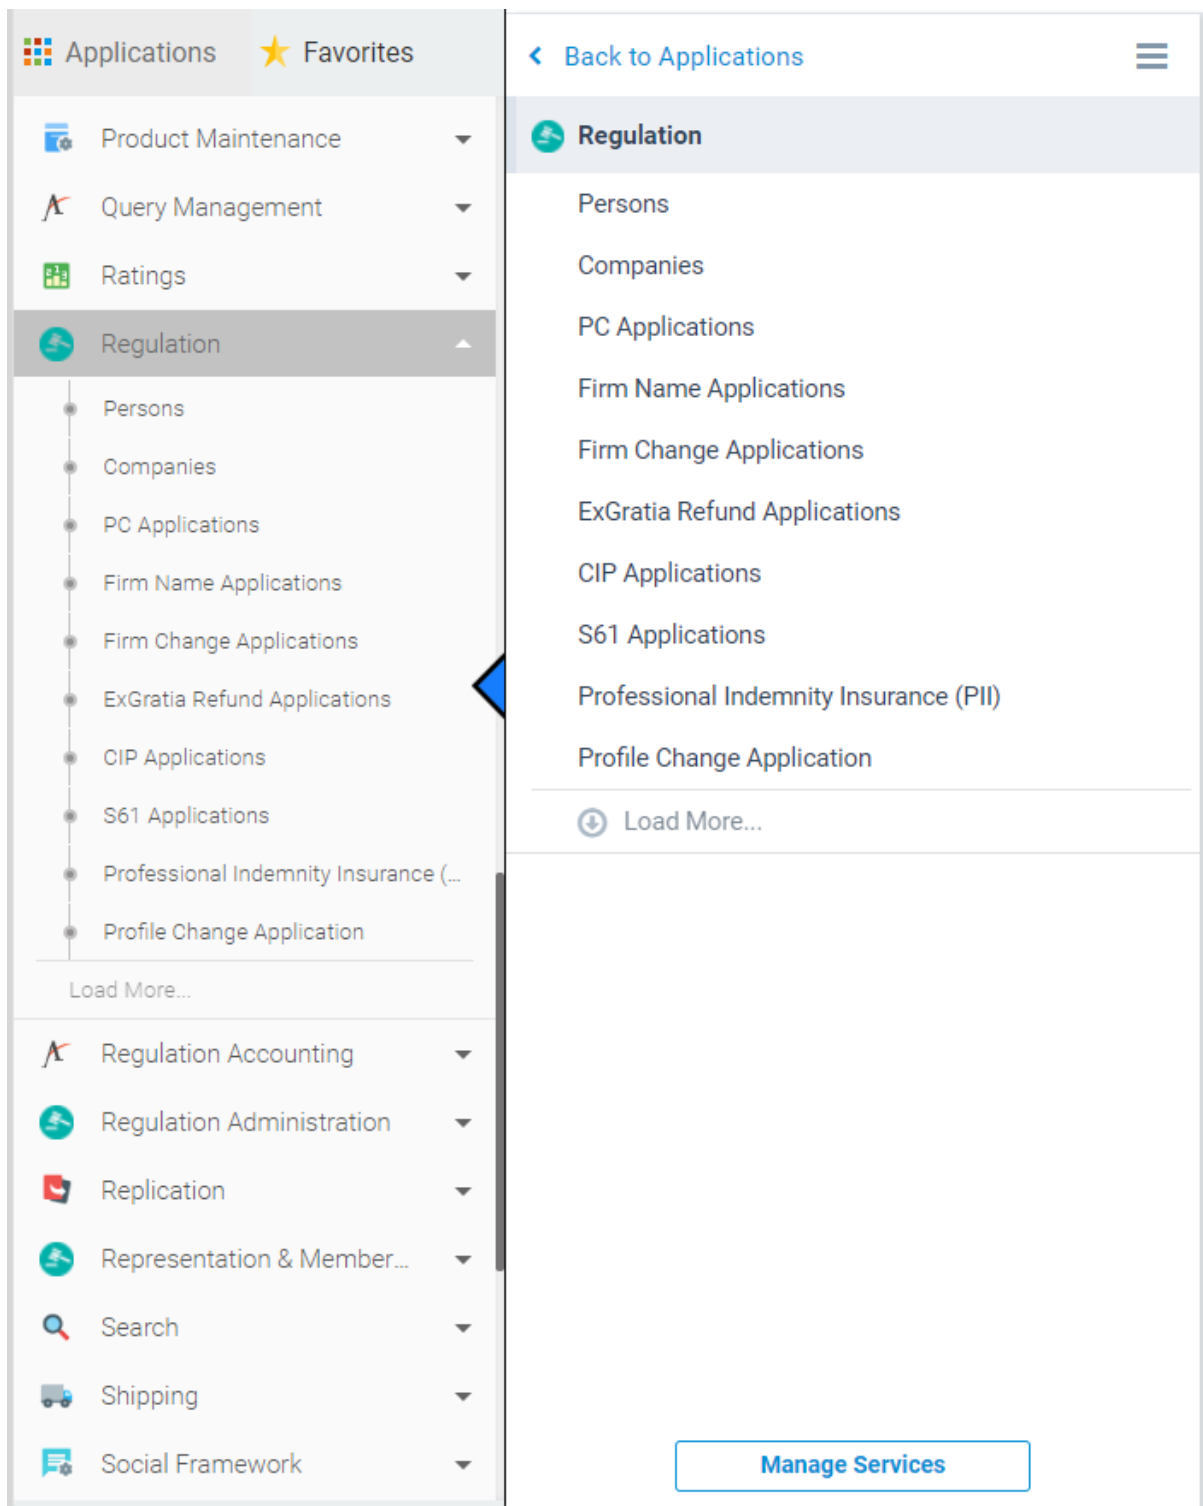 Applications
Favorites
Product Maintenance
Query Management
Ratings
Regulation
Persons
Companies
PC Applications
Firm Name Applications
Firm Change Applications
ExGratia Refund Applications
CIP Applications
S61 Applications
Professional Indemnity Insurance (...
Profile Change Application
Load More...
Regulation Accounting
Regulation Administration
Replication
Representation & Member...
Search
Shipping
Social Framework
Back to Applications
Regulation
Persons
Companies
PC Applications
Firm Name Applications
Firm Change Applications
ExGratia Refund Applications
CIP Applications
S61 Applications
Professional Indemnity Insurance (PII)
Profile Change Application
Load More...
Manage Services